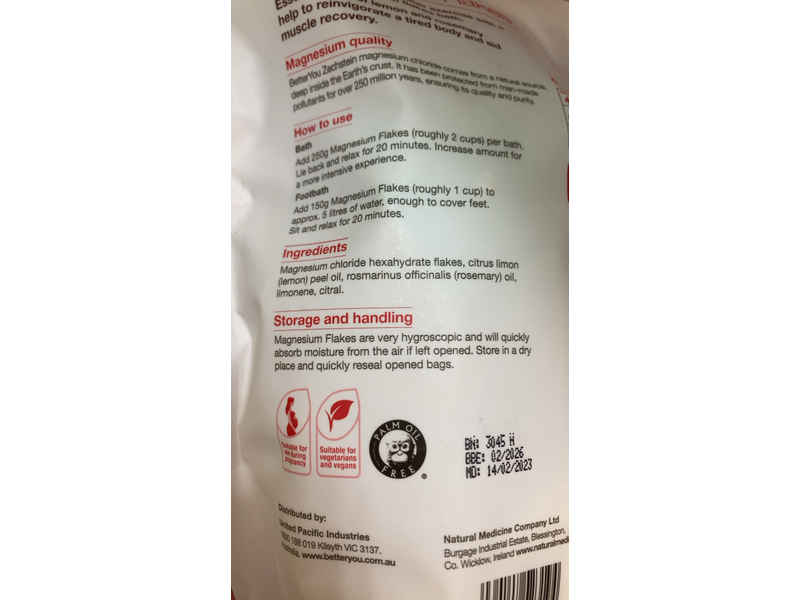 help to reinvigorate a tired body and aid
muscle recovery.
Magnesium quality
BetterYou Zechstein magnesium chloride comes from a natural source,
deep inside the Earth's crust. It has been protected from man-made
pollutants for over 250 million years, ensuring its quality and purity.
How to use
Bath
Add 250g Magnesium Flakes (roughly 2 cups) per bath.
Lie back and relax for 20 minutes. Increase amount for
a more intensive experience.
Footbath
Add 150g Magnesium Flakes (roughly 1 cup) to
approx. 5 litres of water, enough to cover feet.
Sit and relax for 20 minutes.
Ingredients
Magnesium chloride hexahydrate flakes, citrus limon
(lemon) peel oil, rosmarinus officinalis (rosemary) oil,
limonene, citral.
Storage and handling
Magnesium Flakes are very hygroscopic and will quickly
absorb moisture from the air if left opened. Store in a dry
place and quickly reseal opened bags.
Suitable for
use during
pregnancy
Suitable for
vegetarians
and vegans
PALM OIL
FREE
®
BN: 3045 H
BBE: 02/2026
MD: 14/02/2023
Distributed by:
United Pacific Industries
1800 188 019 Kilsyth VIC 3137.
Australia. www.betteryou.com.au
Natural Medicine Company Ltd
Burgage Industrial Estate, Blessington,
Co. Wicklow, Ireland www.naturalmedi